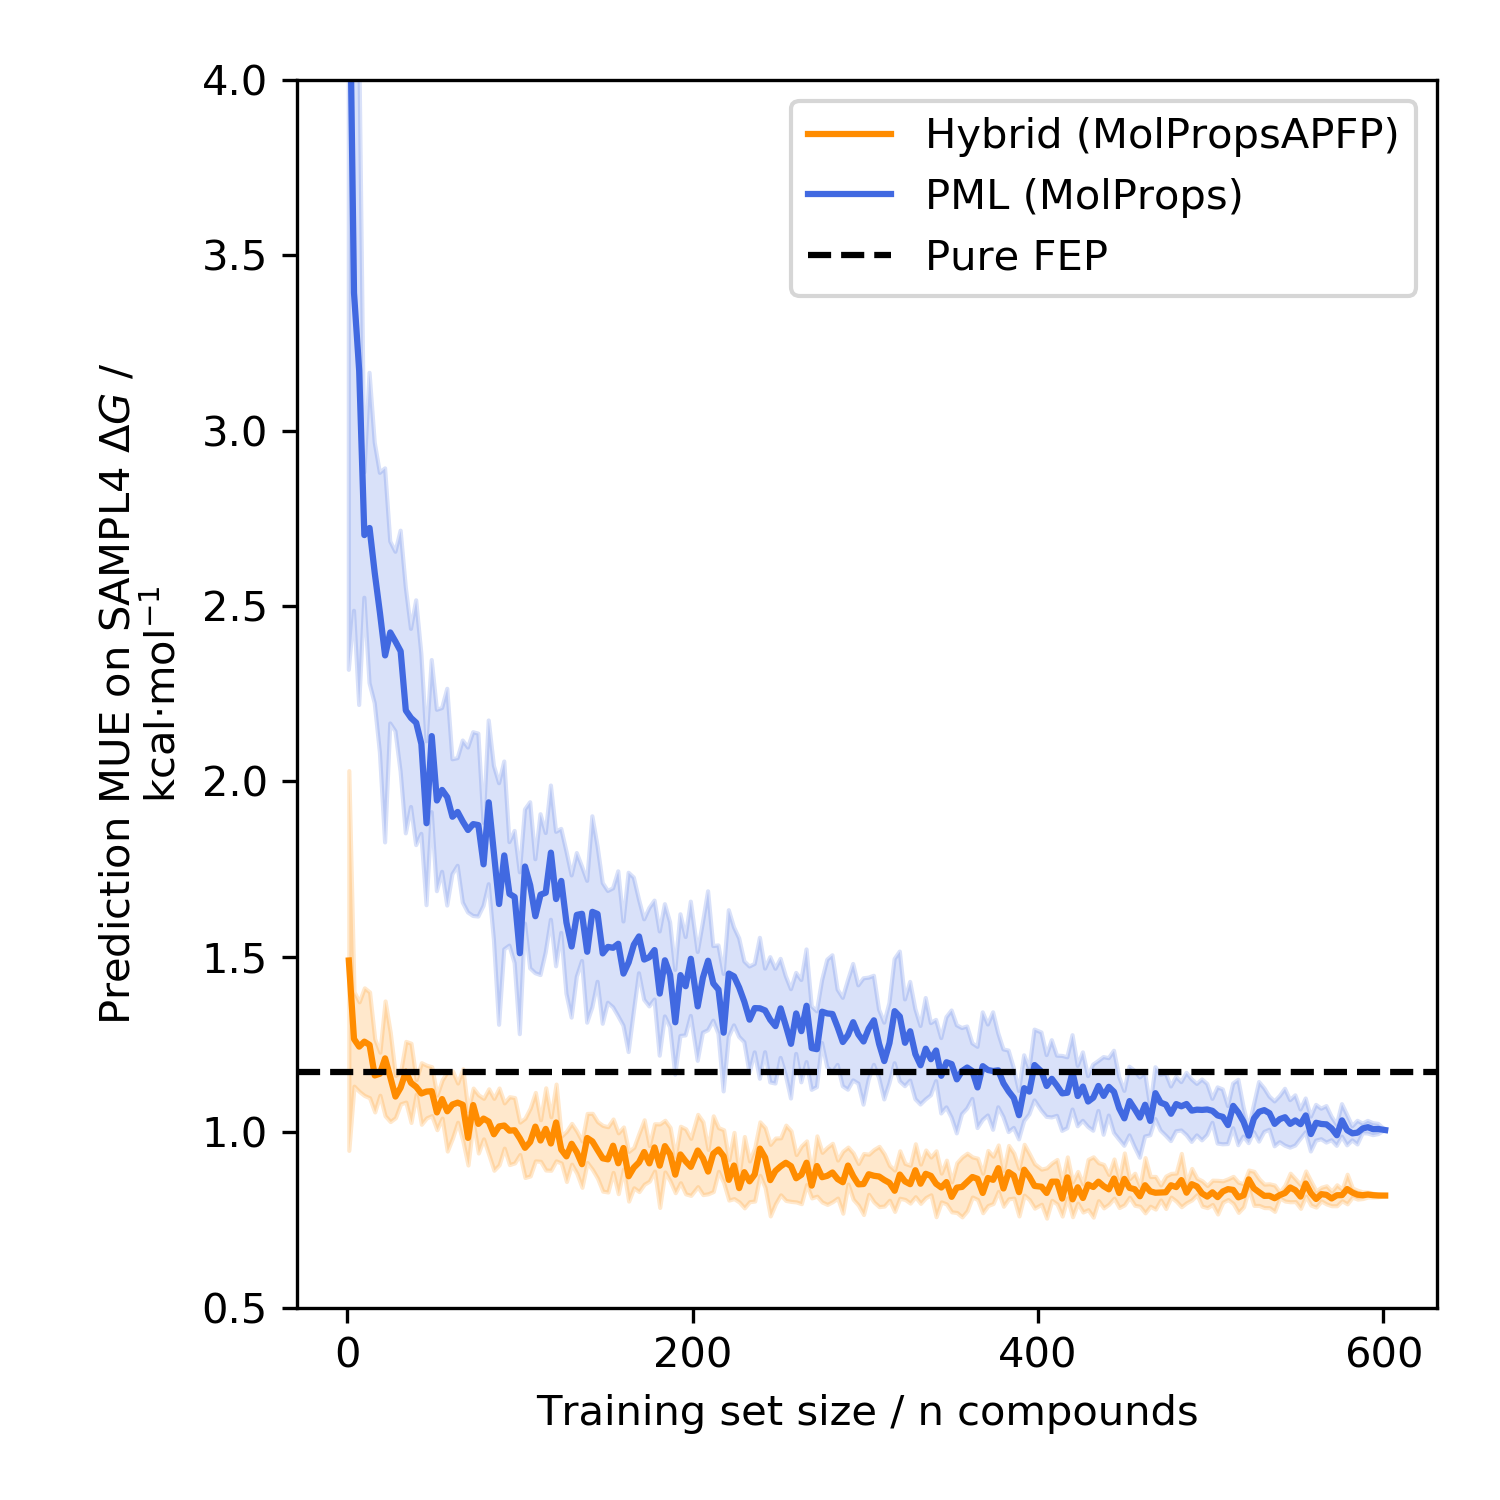 Prediction MUE on SAMPL4 ΔG /
kcal·mol⁻¹
4.0
3.5
3.0
2.5
2.0
1.5
1.0
0.5
Hybrid (MolPropsAPFP)
PML (MolProps)
Pure FEP
0
200
400
600
Training set size / n compounds